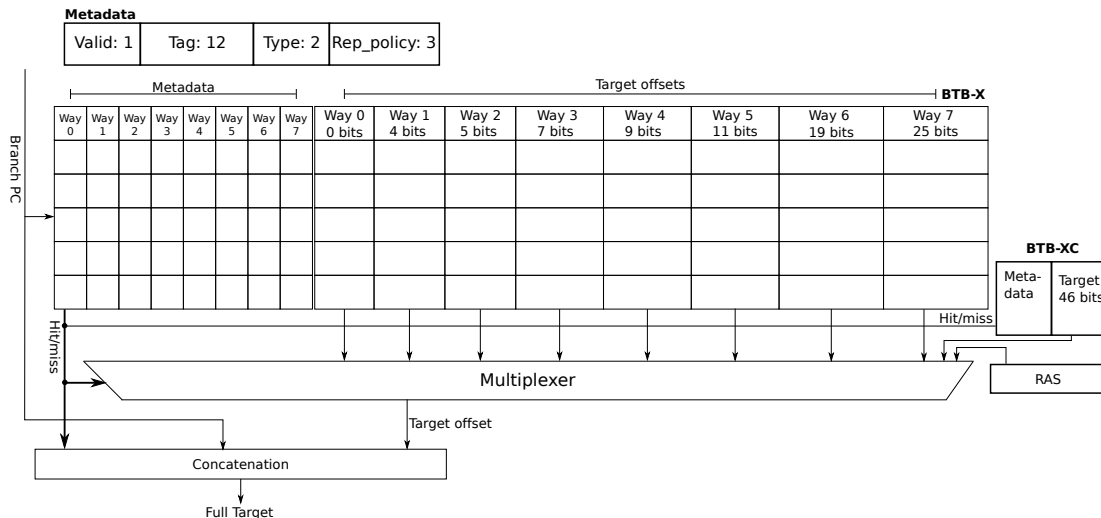 Metadata
Valid: 1 Tag: 12 Type: 2 Rep_policy: 3
Metadata
Target offsets
BTB-X
Way Way Way Way Way Way Way Way
0 1 2 3 4 5 6 7
Way 0 Way 1 Way 2 Way 3 Way 4 Way 5 Way 6 Way 7
0 bits 4 bits 5 bits 7 bits 9 bits 11 bits 19 bits 25 bits
Branch PC
BTB-XC
Meta-
data
Target
46 bits
Hit/miss
Hit/miss
Multiplexer
RAS
Target offset
Concatenation
Full Target